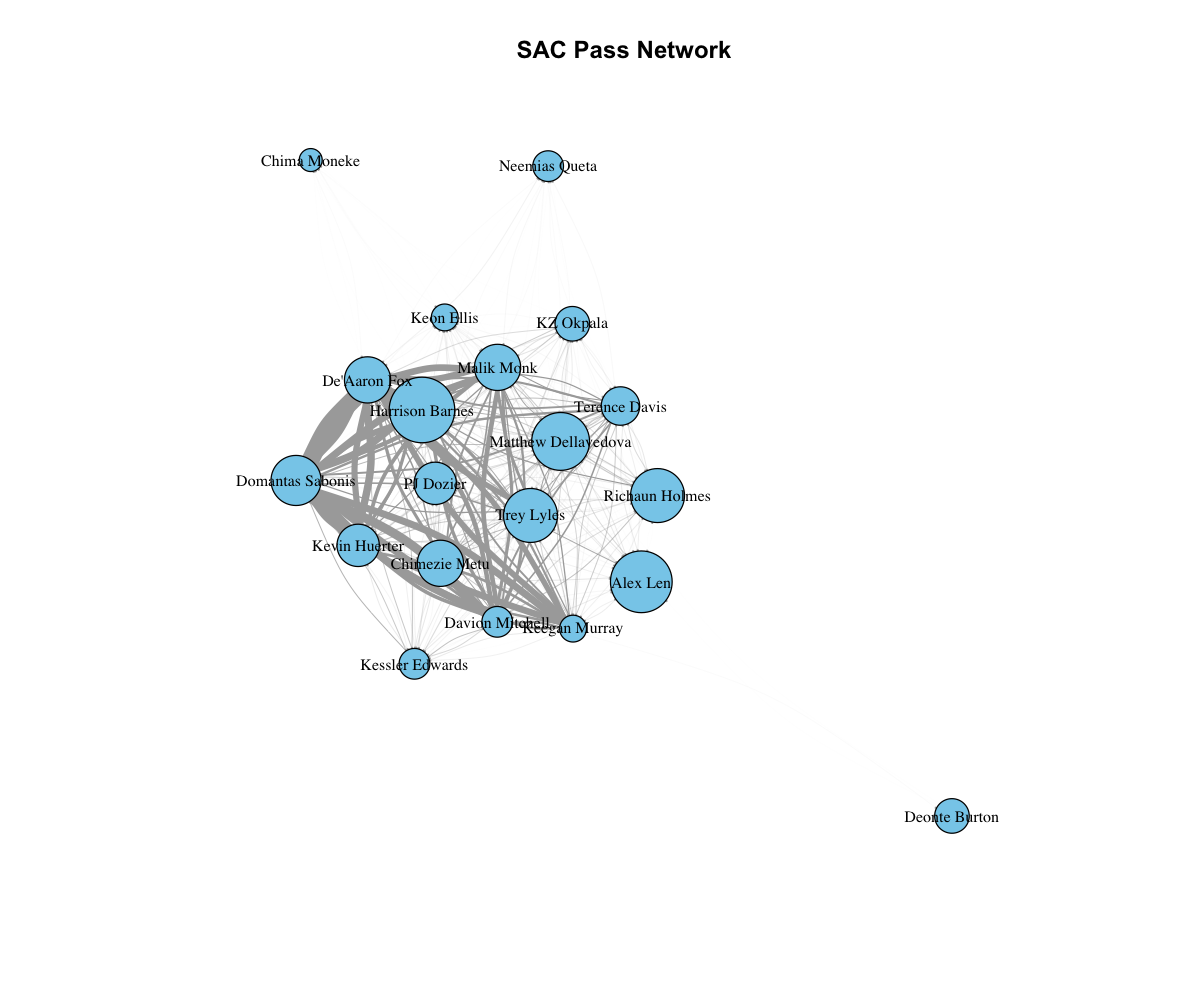 SAC Pass Network
Chima Moneke
Neemias Queta
Keon Ellis
KZ Okpala
Malik Monk
De'Aaron Fox
Harrison Barnes
Terence Davis
Matthew Dellavedova
Domantas Sabonis
PJ Dozier
Richaun Holmes
Trey Lyles
Kevin Huerter
Chimezie Metu
Alex Len
Davion Mitchell
Keegan Murray
Kessler Edwards
Deonte Burton